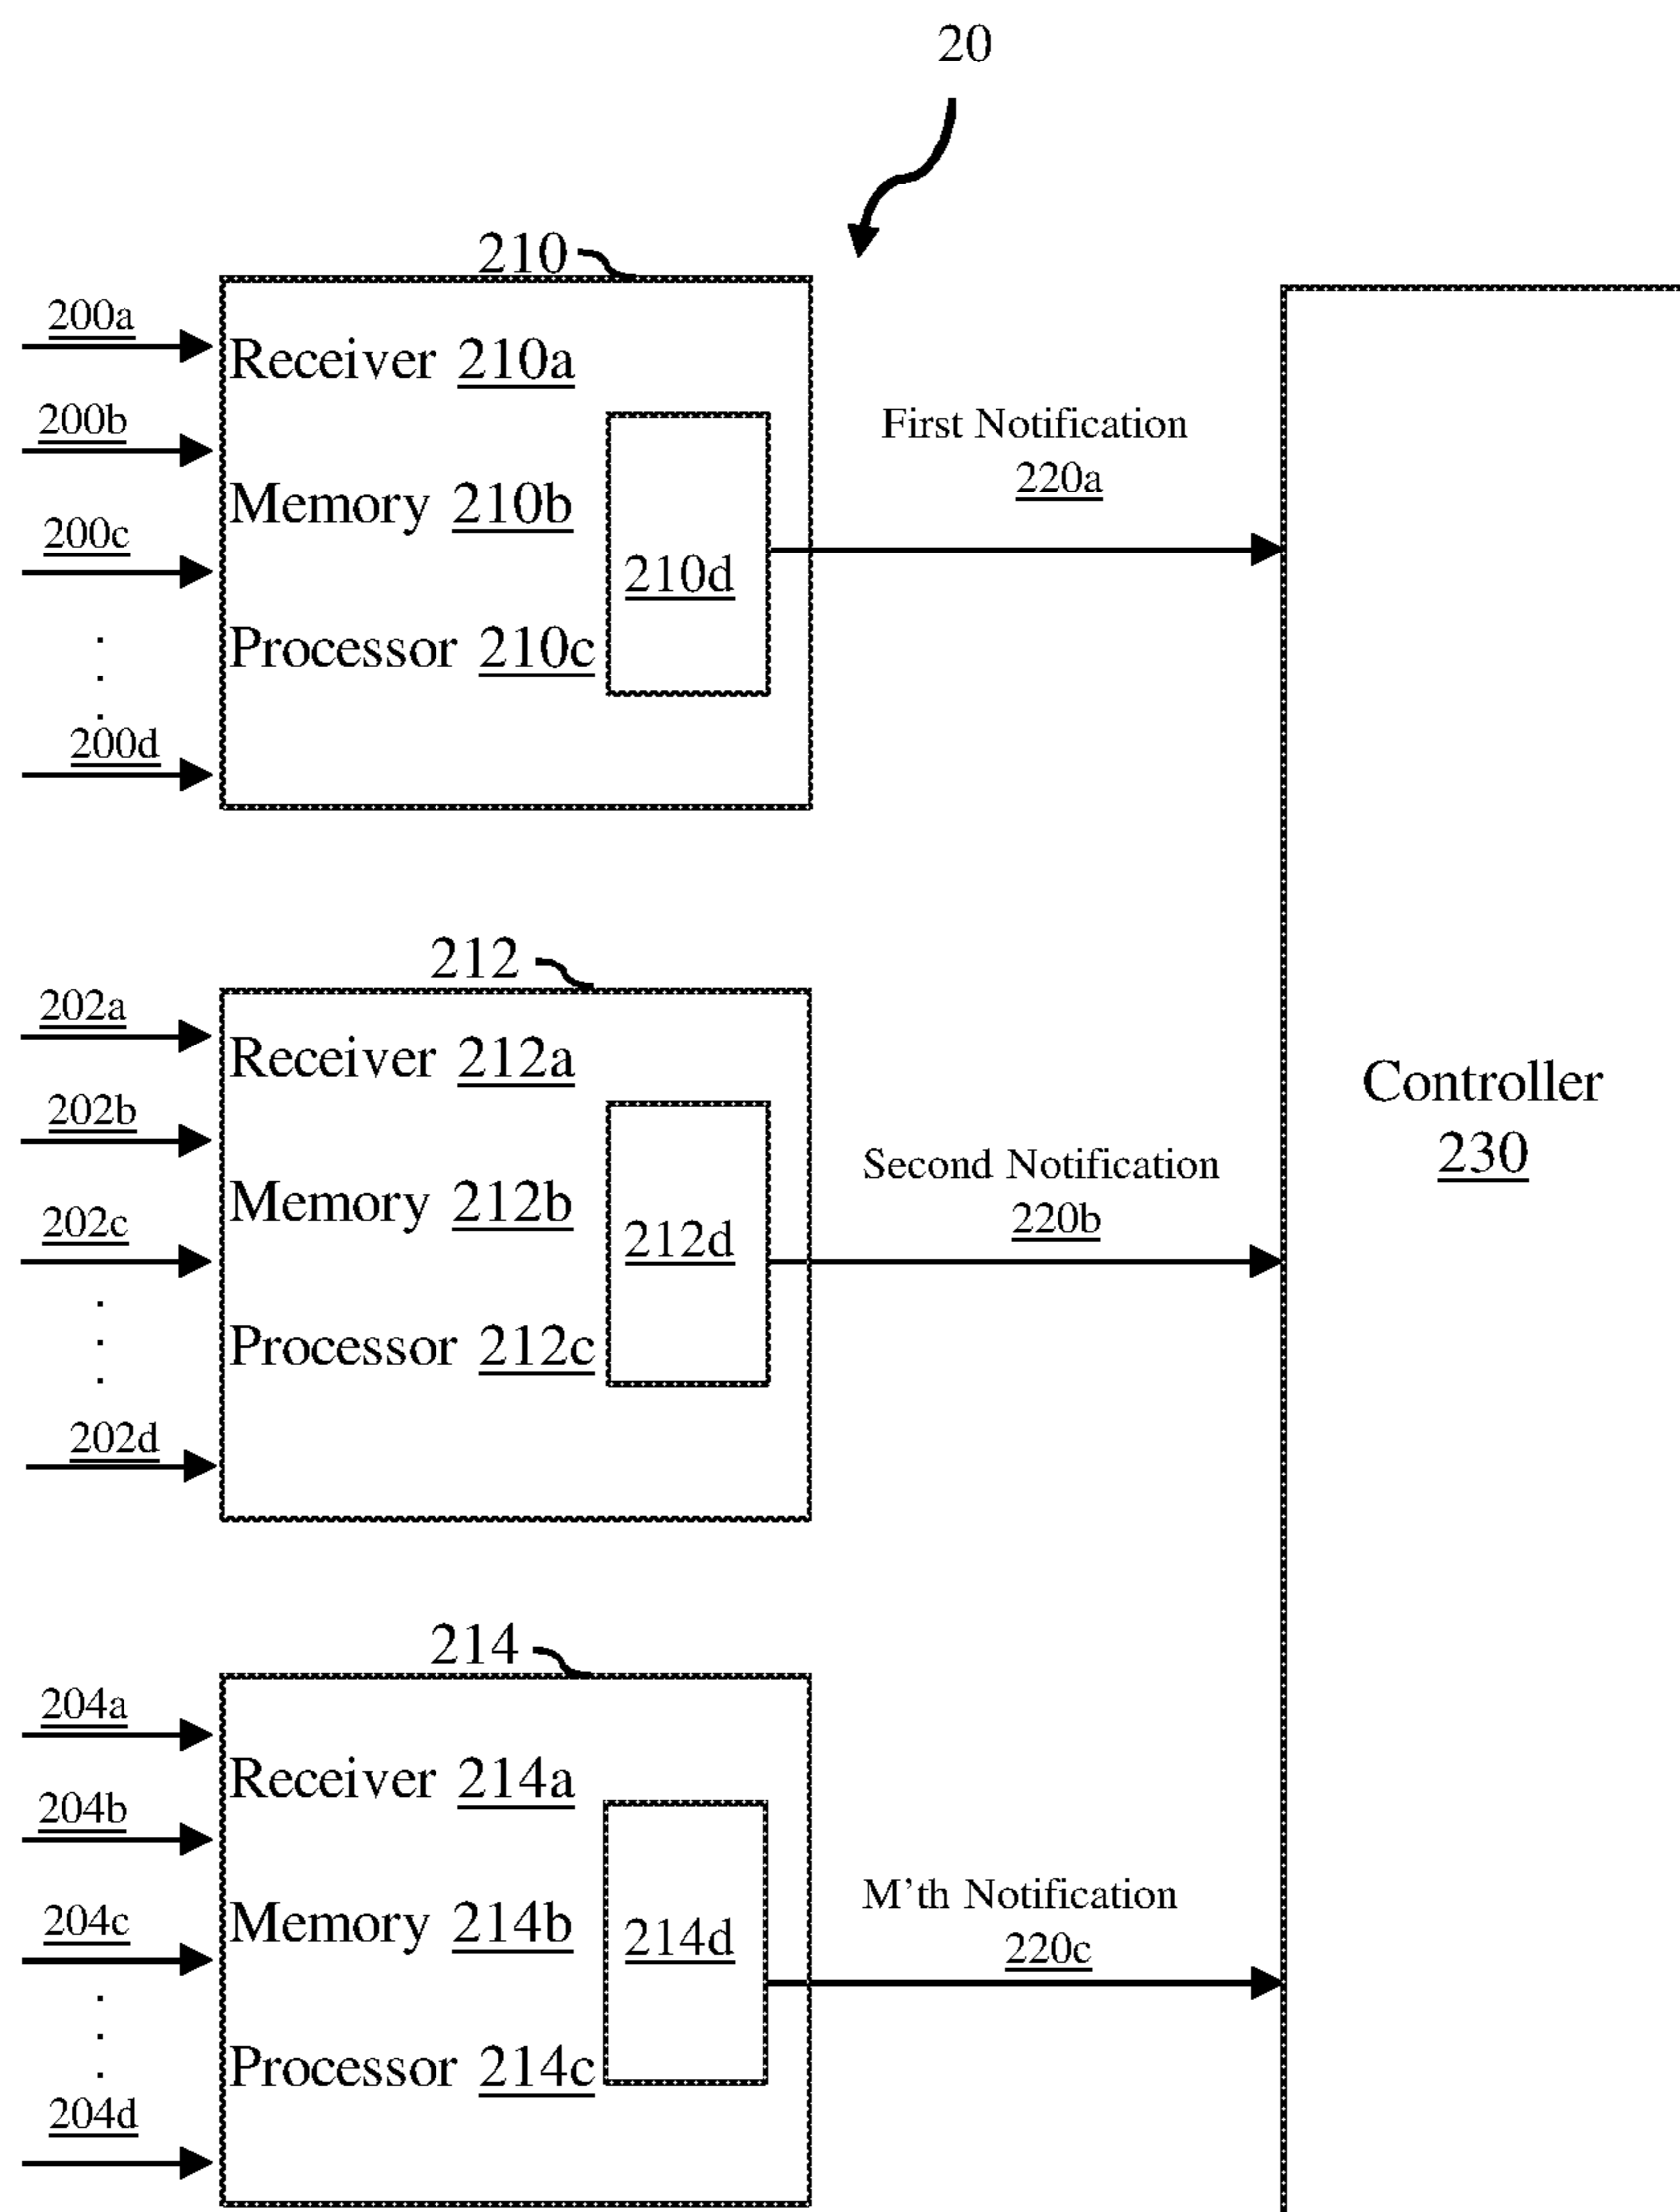 20
210
200a
Receiver 210a
200b
First Notification
220a
Memory 210b
200c
210d
Processor 210c
200d
212
202a
Receiver 212a
202b
Controller
230
Second Notification
220b
Memory 212b
202c
212d
Processor 212c
202d
214
204a
Receiver 214a
204b
M'th Notification
220c
Memory 214b
204c
214d
Processor 214c
204d